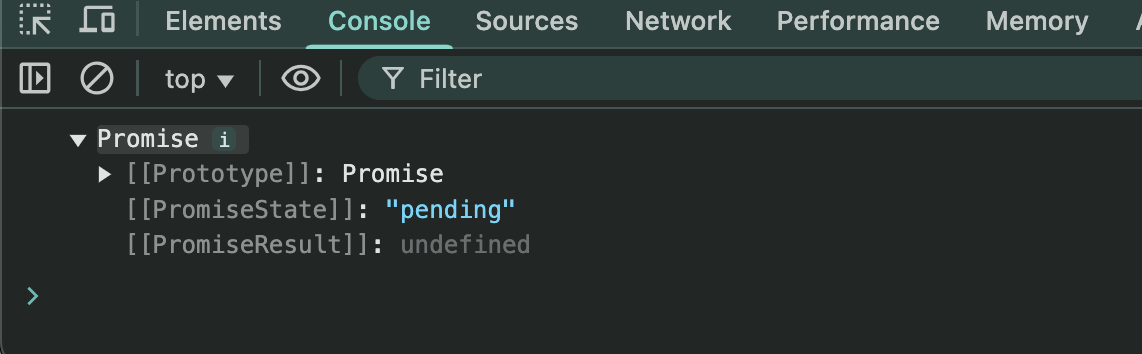 Elements Console Sources Network Performance Memory
top ▼ Filter
▼ Promise i
▶ [[Prototype]]: Promise
[[PromiseState]]: "pending"
[[PromiseResult]]: undefined
>